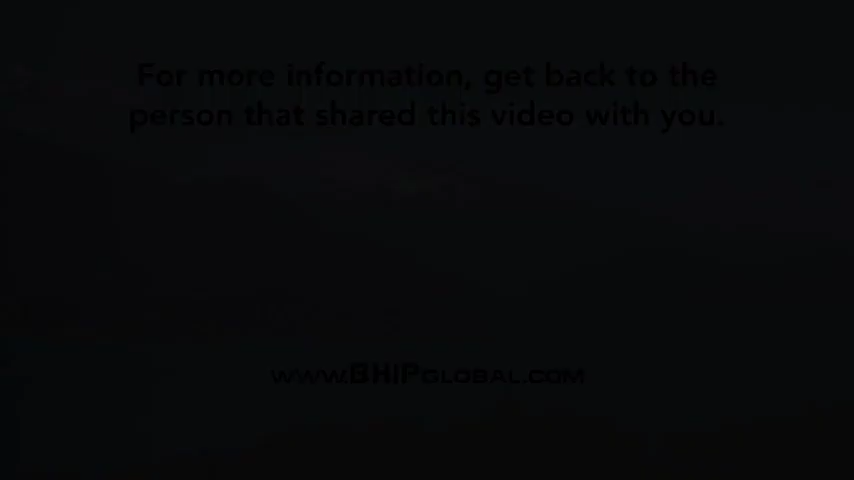 For more information, get back to the
person that shared this video with you.
www.BHIPGLOBAL.COM